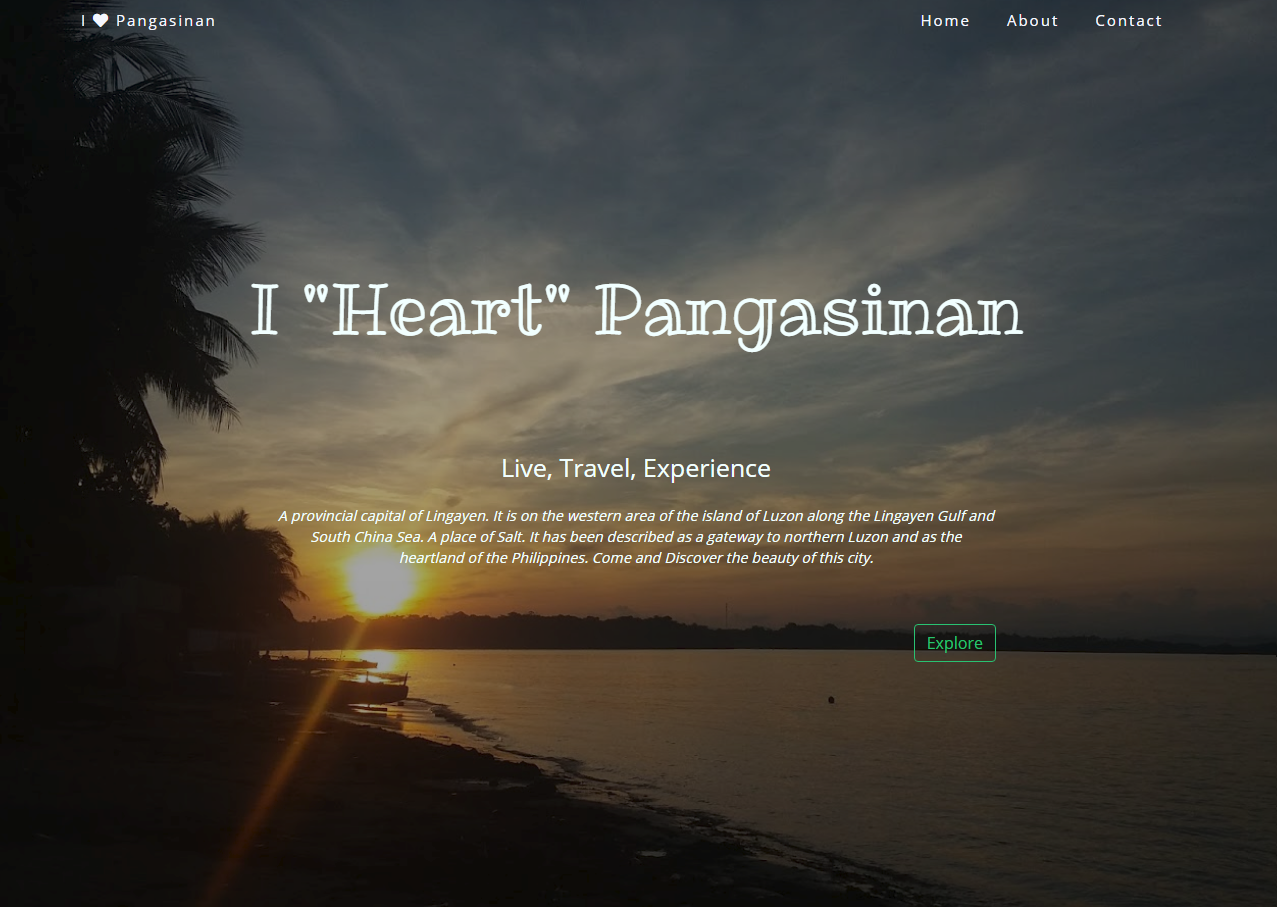 I ♥ Pangasinan
Home About Contact
I "Heart" Pangasinan
Live, Travel, Experience
A provincial capital of Lingayen. It is on the western area of the island of Luzon along the Lingayen Gulf and
South China Sea. A place of Salt. It has been described as a gateway to northern Luzon and as the
heartland of the Philippines. Come and Discover the beauty of this city.
Explore